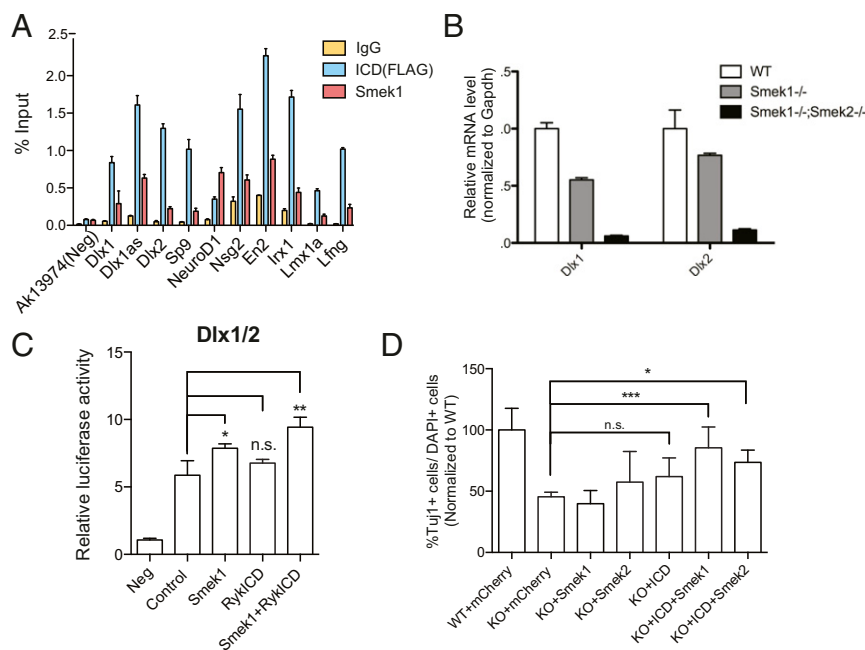 A
2.5
2.0
1.5
1.0
0.5
0.0
% Input
IgG
ICD(FLAG)
Smek1
Ak13974(Neg)
Dlx1
Dlx1as
Dlx2
Sp9
NeuroD1
Nsg2
En2
Irx1
Lmx1a
Lfng
B
Relative mRNA level
(normalized to Gapdh)
.5
.0
.5
.0
WT
Smek1-/-
Smek1-/-;Smek2-/-
Dlx1
Dlx2
C
Dlx1/2
Relative luciferase activity
15
10
5
0
*
n.s.
**
Neg
Control
Smek1
RykICD
Smek1+RykICD
D
%Tuj1+ cells/ DAPI+ cells
(Normalized to WT)
150
100
50
0
*
***
n.s.
WT+mCherry
KO+mCherry
KO+Smek1
KO+Smek2
KO+ICD
KO+ICD+Smek1
KO+ICD+Smek2